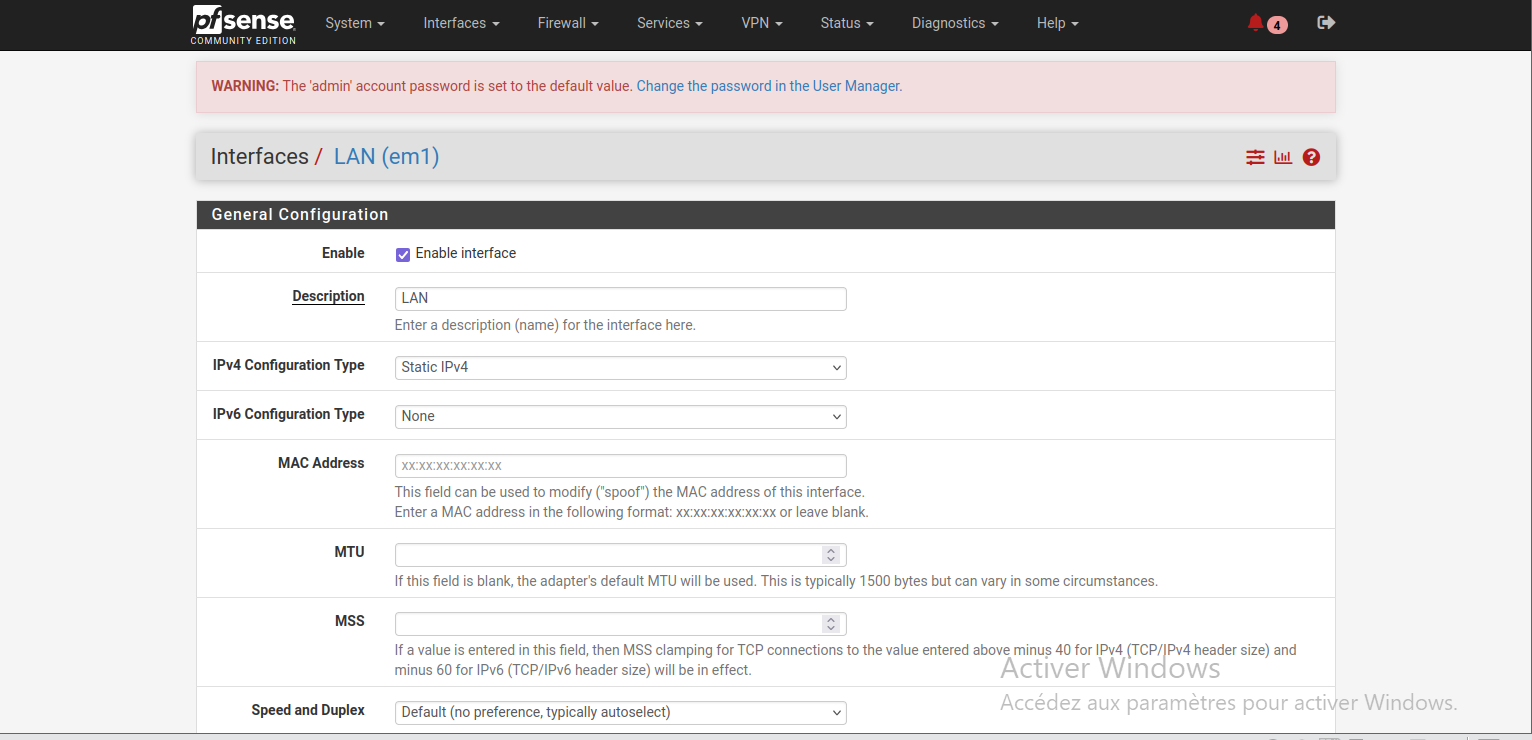 pfsense
COMMUNITY EDITION
System Interfaces Firewall Services VPN Status Diagnostics Help 4
WARNING: The 'admin' account password is set to the default value. Change the password in the User Manager.
Interfaces / LAN (em1)
General Configuration
Enable Enable interface
Description LAN
Enter a description (name) for the interface here.
IPv4 Configuration Type Static IPv4
IPv6 Configuration Type None
MAC Address xx:xx:xx:xx:xx:xx
This field can be used to modify ("spoof") the MAC address of this interface.
Enter a MAC address in the following format: xx:xx:xx:xx:xx:xx or leave blank.
MTU
If this field is blank, the adapter's default MTU will be used. This is typically 1500 bytes but can vary in some circumstances.
MSS
If a value is entered in this field, then MSS clamping for TCP connections to the value entered above minus 40 for IPv4 (TCP/IPv4 header size) and
minus 60 for IPv6 (TCP/IPv6 header size) will be in effect.
Activer Windows
Accédez aux paramètres pour activer Windows.
Speed and Duplex Default (no preference, typically autoselect)